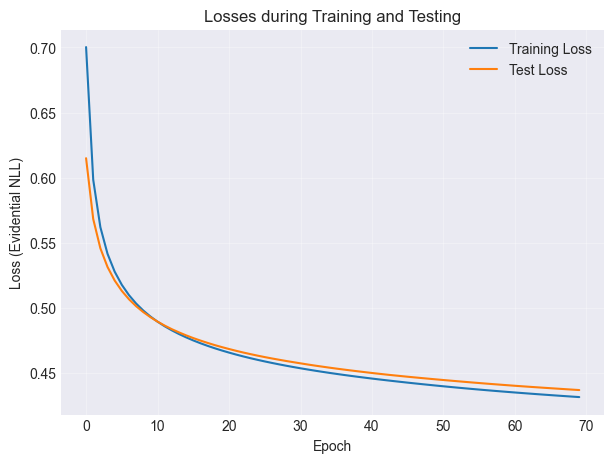 Losses during Training and Testing
Training Loss
Test Loss
Loss (Evidential NLL)
0.70
0.65
0.60
0.55
0.50
0.45
0 10 20 30 40 50 60 70
Epoch